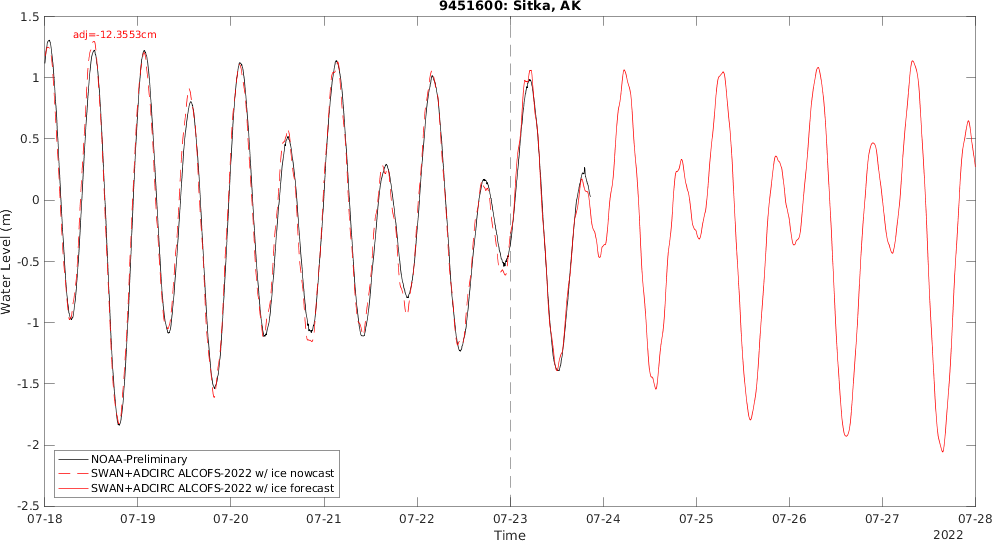 9451600: Sitka, AK
adj=-12.3553cm
1.5
1
0.5
0
-0.5
-1
-1.5
-2
-2.5
Water Level (m)
NOAA-Preliminary
SWAN+ADCIRC ALCOFS-2022 w/ ice nowcast
SWAN+ADCIRC ALCOFS-2022 w/ ice forecast
07-18 07-19 07-20 07-21 07-22 07-23 07-24 07-25 07-26 07-27 07-28
Time
2022